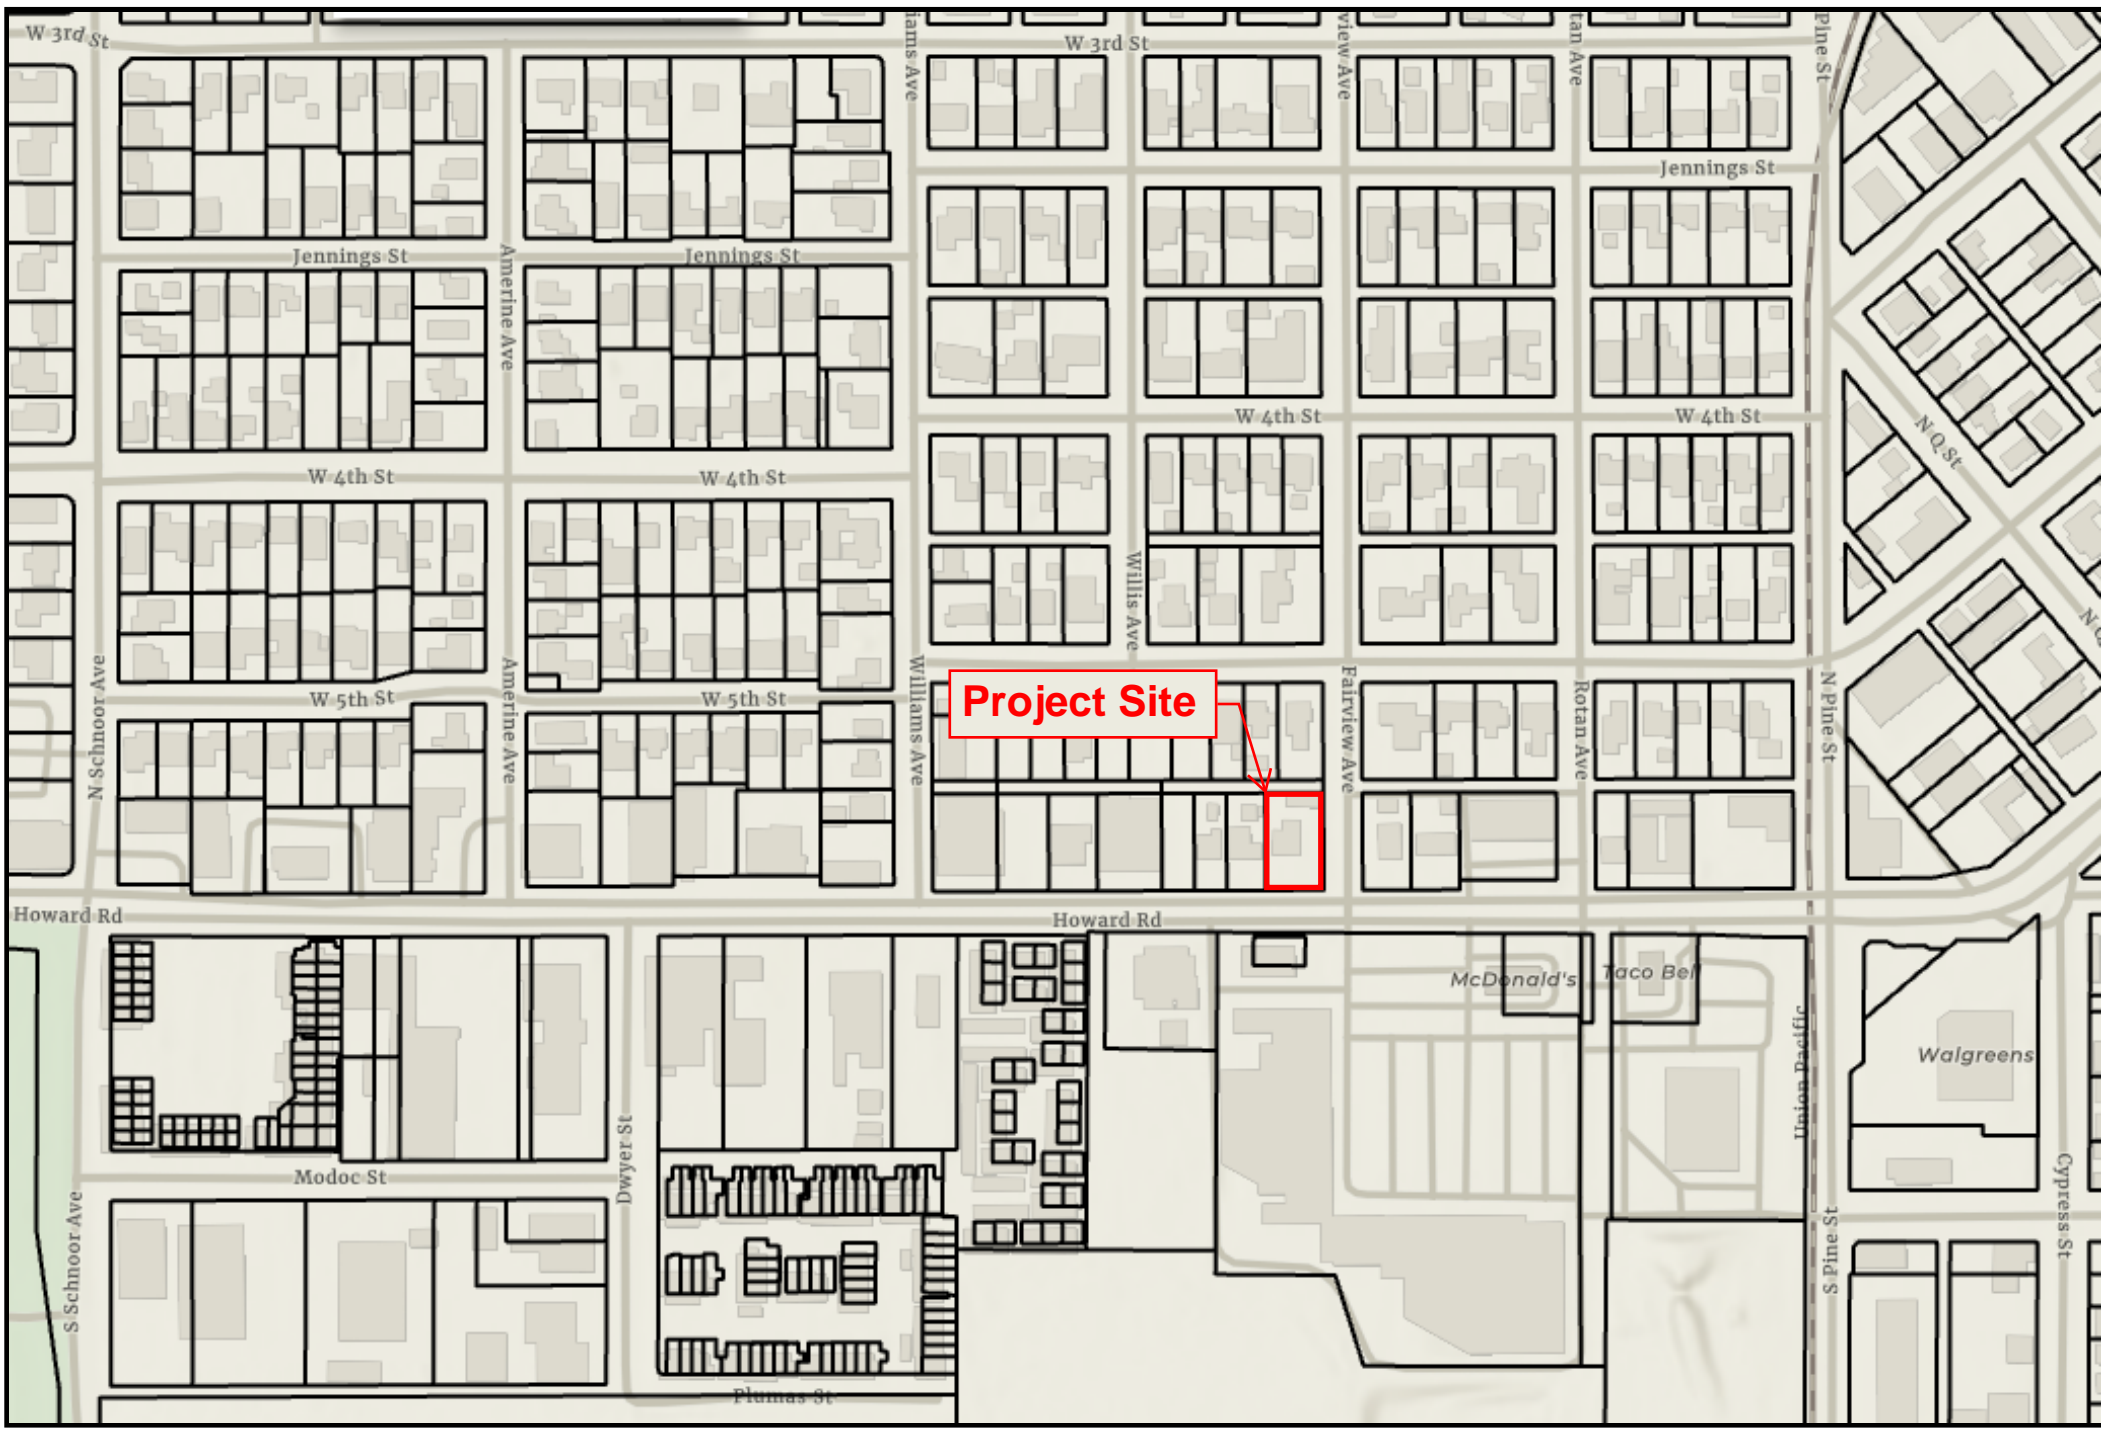 W 3rd St
W 3rd St
Pine St
Jennings St
Jennings St
Jennings St
Amerine Ave
W 4th St
W 4th St
N Q St
W 4th St
W 4th St
Willis Ave
N Schnoor Ave
Amerine Ave
Williams Ave
Fairview Ave
Rotan Ave
N Pine St
Project Site
W 5th St
W 5th St
Howard Rd
Howard Rd
McDonald's
Taco Bell
Union Pacific
Walgreens
Dwyer St
Modoc St
Cypress St
S Schnoor Ave
S Pine St
Plumas St